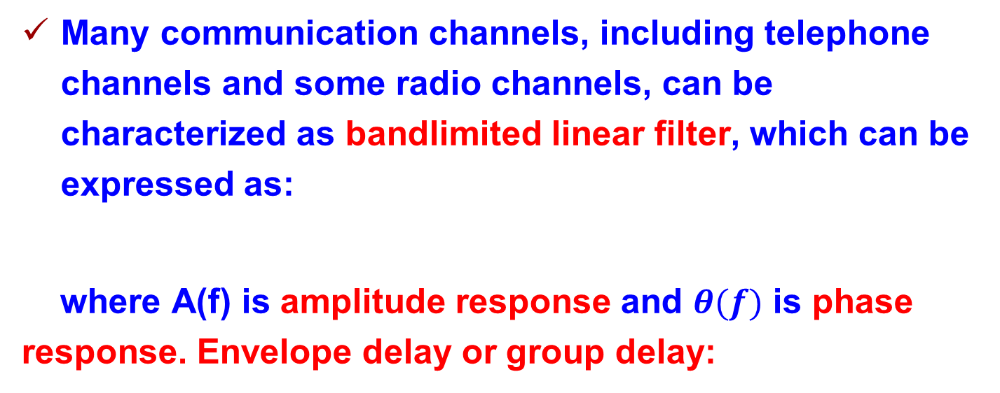 ✓ Many communication channels, including telephone
channels and some radio channels, can be
characterized as bandlimited linear filter, which can be
expressed as:
where A(f) is amplitude response and θ(f) is phase
response. Envelope delay or group delay: